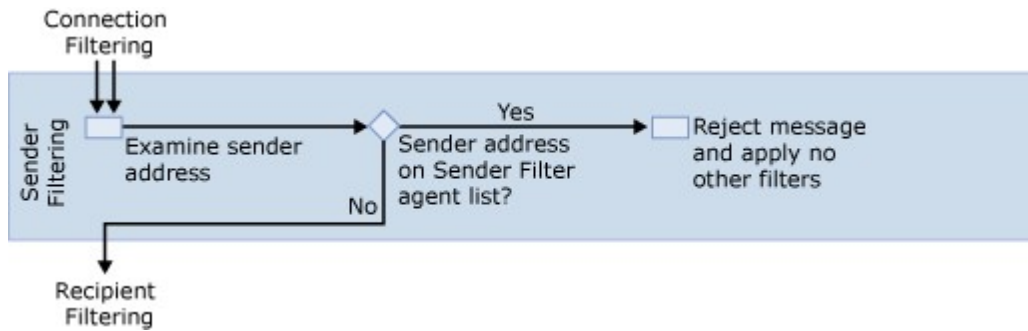 Connection
Filtering
Sender
Filtering
Examine sender
address
Yes
Sender address
on Sender Filter
agent list?
No
Reject message
and apply no
other filters
Recipient
Filtering